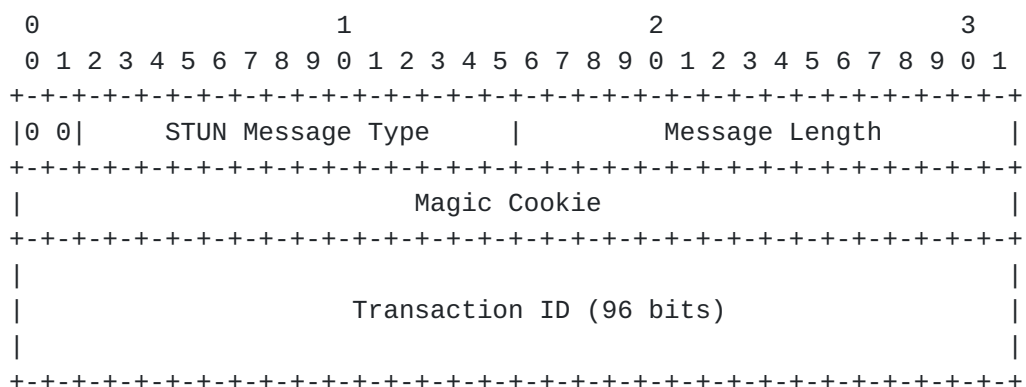 0                   1                   2                   3
 0 1 2 3 4 5 6 7 8 9 0 1 2 3 4 5 6 7 8 9 0 1 2 3 4 5 6 7 8 9 0 1
+-+-+-+-+-+-+-+-+-+-+-+-+-+-+-+-+-+-+-+-+-+-+-+-+-+-+-+-+-+-+-+-+
|0 0|     STUN Message Type     |         Message Length        |
+-+-+-+-+-+-+-+-+-+-+-+-+-+-+-+-+-+-+-+-+-+-+-+-+-+-+-+-+-+-+-+-+
|                         Magic Cookie                          |
+-+-+-+-+-+-+-+-+-+-+-+-+-+-+-+-+-+-+-+-+-+-+-+-+-+-+-+-+-+-+-+-+
|                                                               |
|                     Transaction ID (96 bits)                  |
|                                                               |
+-+-+-+-+-+-+-+-+-+-+-+-+-+-+-+-+-+-+-+-+-+-+-+-+-+-+-+-+-+-+-+-+